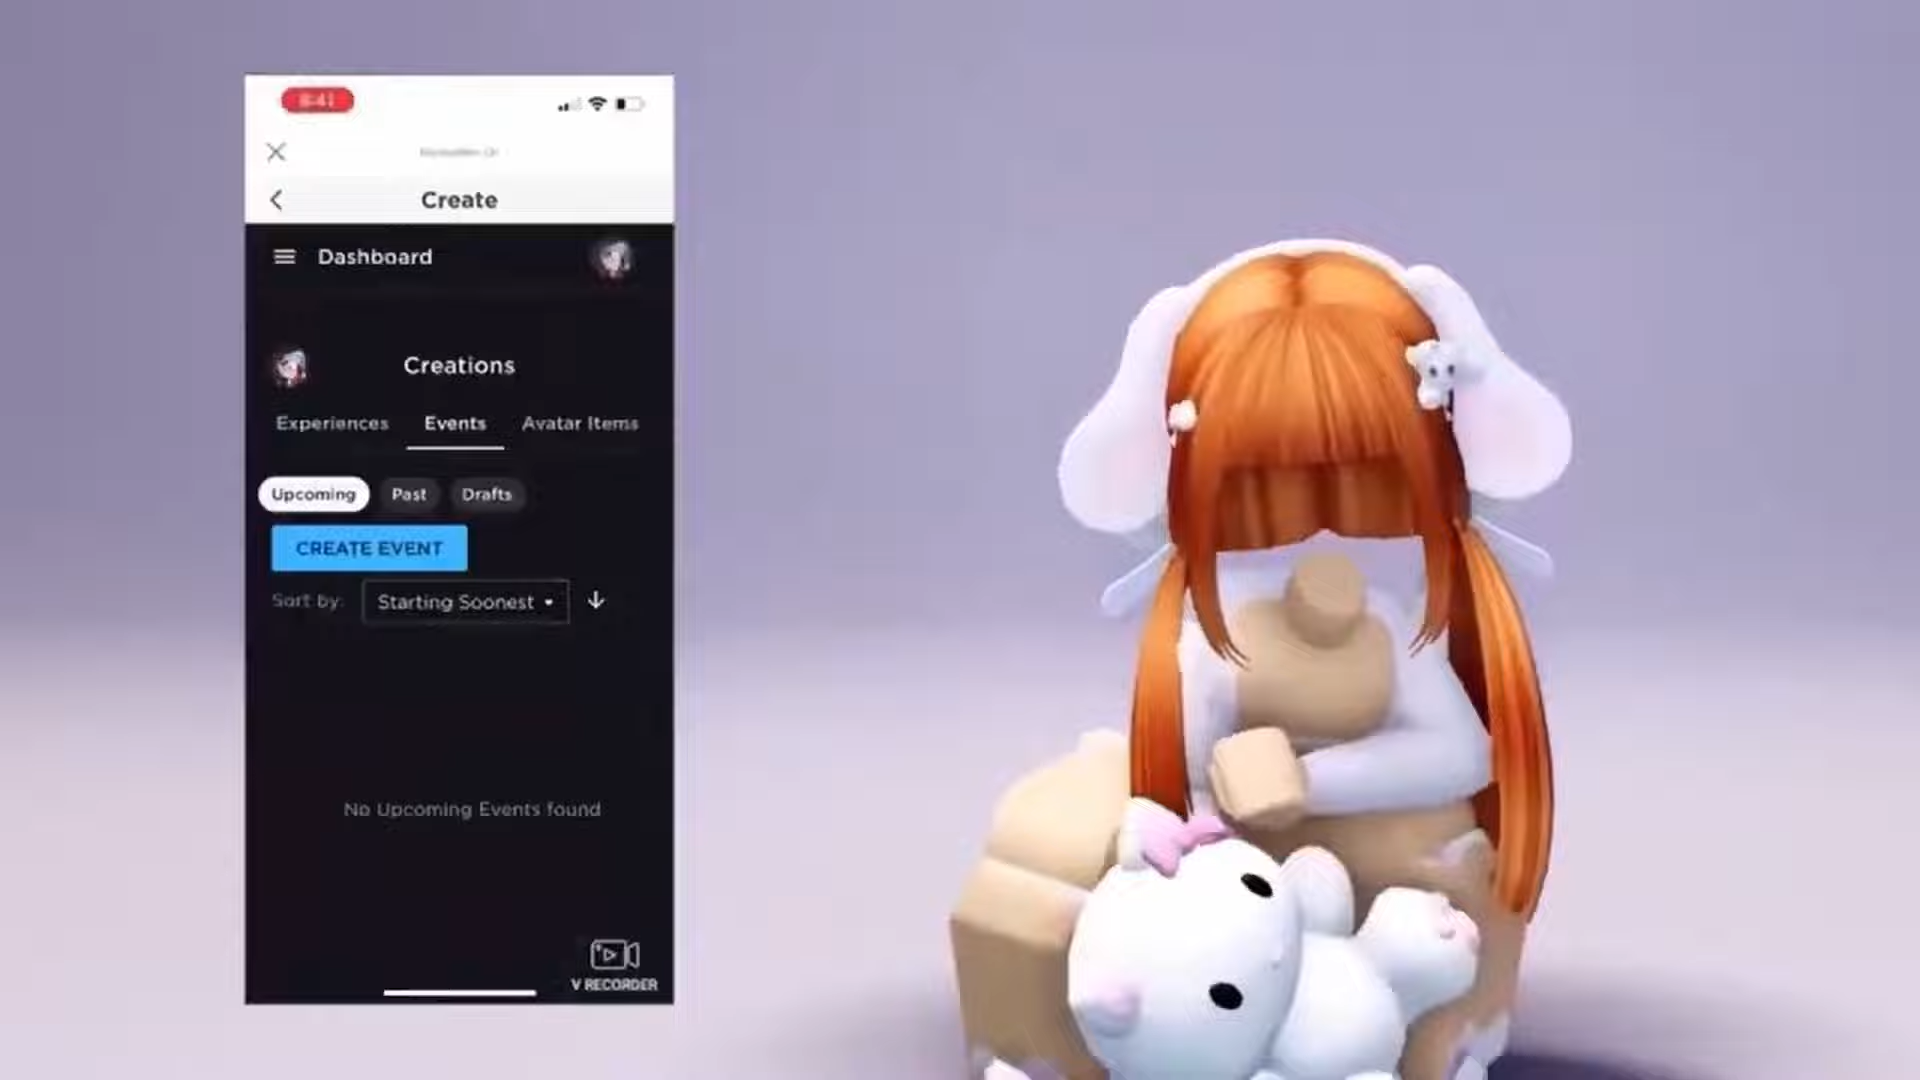 8:41
Create
Dashboard
Creations
Experiences Events Avatar Items
Upcoming Past Drafts
CREATE EVENT
Sort by: Starting Soonest
No Upcoming Events found
V RECORDER